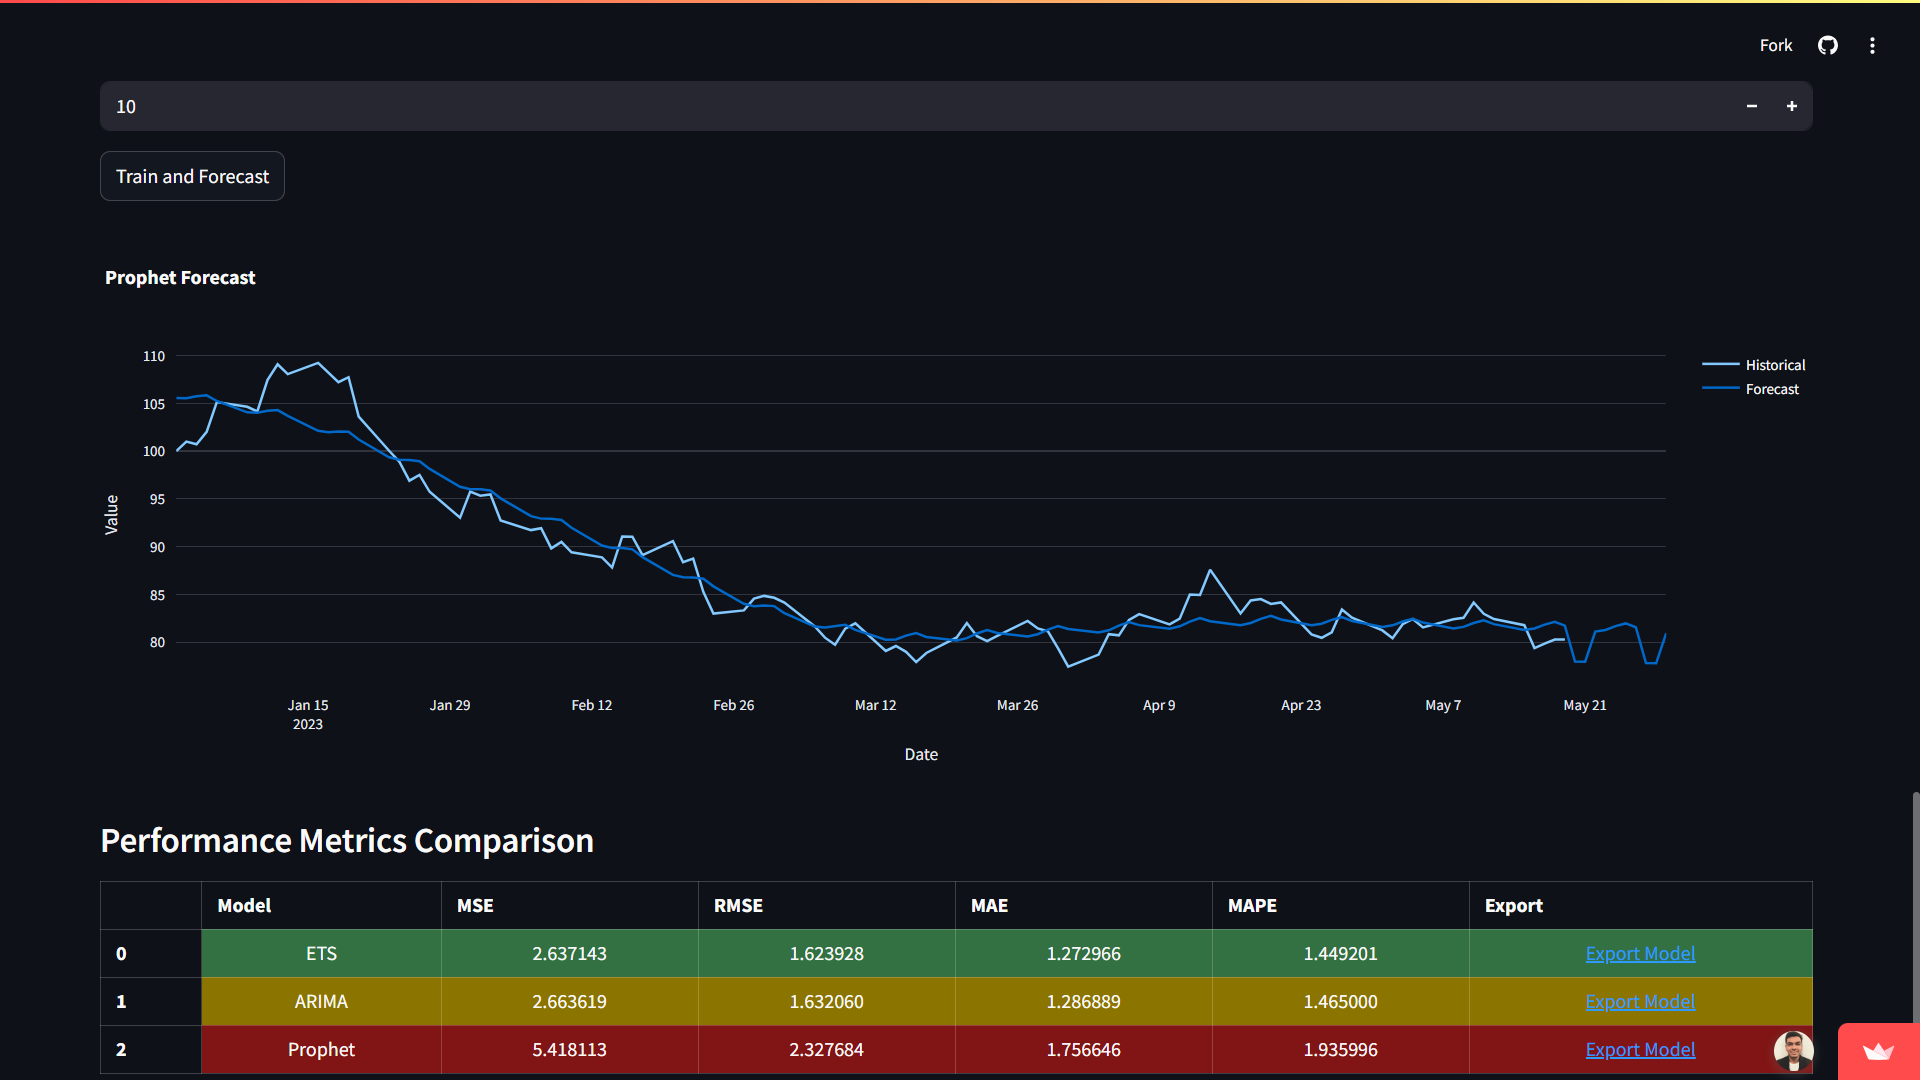 Fork
10
Train and Forecast
Prophet Forecast
110
105
100
95
90
85
80
Value
Historical
Forecast
Jan 15 Jan 29 Feb 12 Feb 26 Mar 12 Mar 26 Apr 9 Apr 23 May 7 May 21
2023
Date
Performance Metrics Comparison
Model MSE RMSE MAE MAPE Export
0 ETS 2.637143 1.623928 1.272966 1.449201 Export Model
1 ARIMA 2.663619 1.632060 1.286889 1.465000 Export Model
2 Prophet 5.418113 2.327684 1.756646 1.935996 Export Model